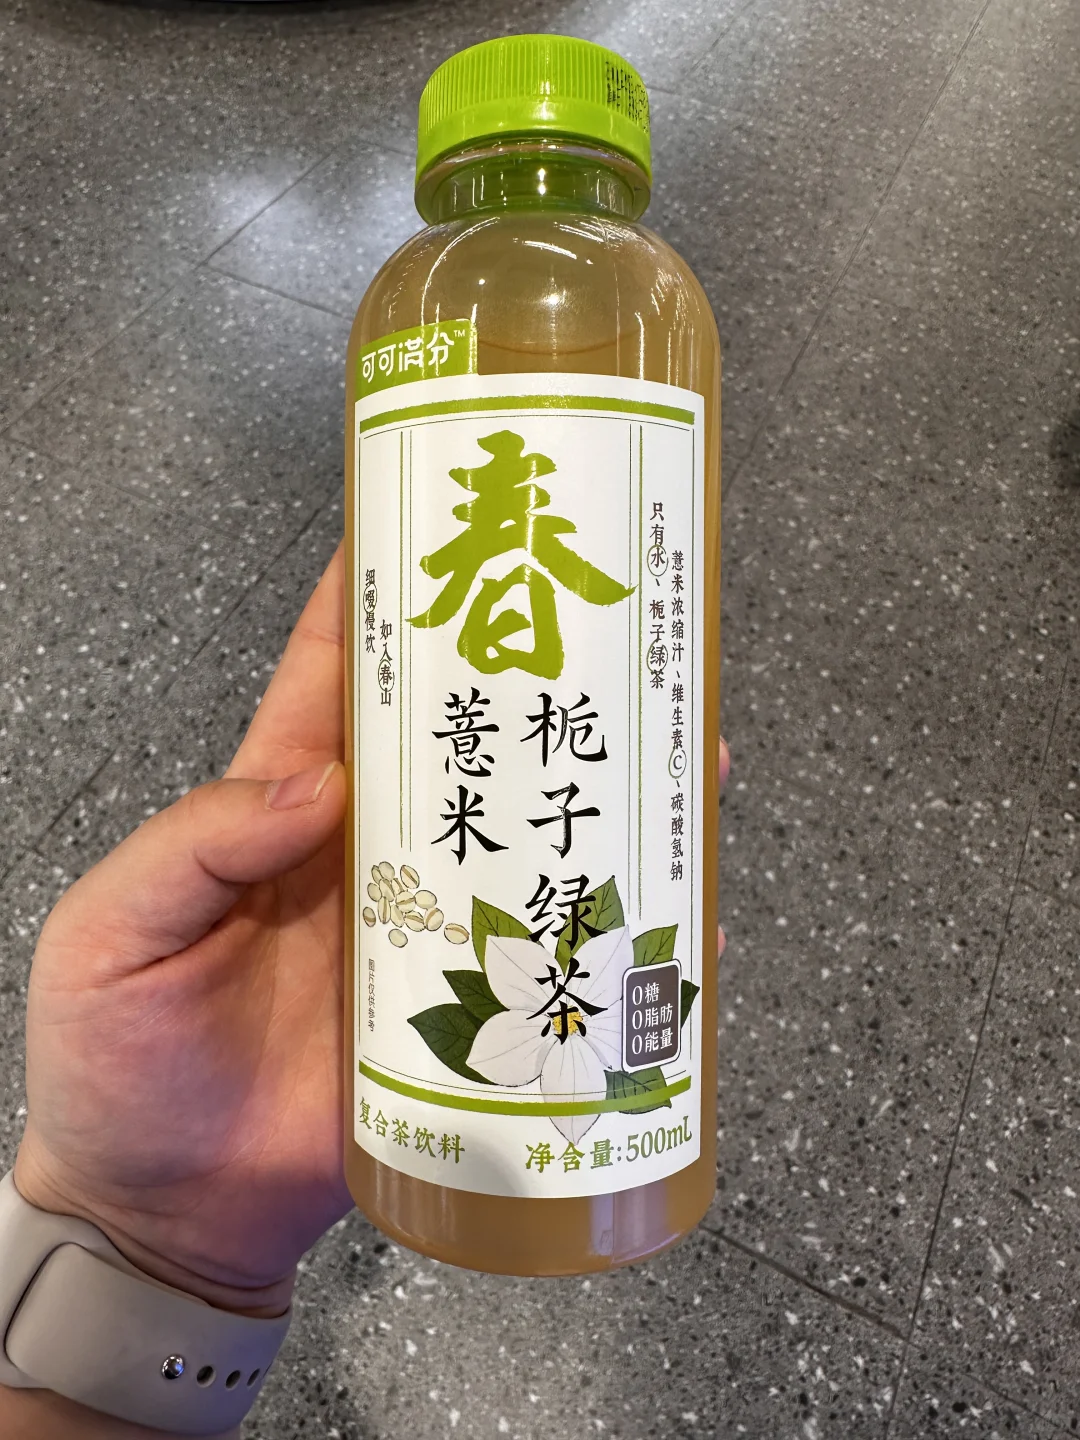 可可满分™
春
栀子绿茶
薏米
只有水、栀子绿茶
薏米浓缩汁、维生素C、碳酸氢钠
细啜慢饮
如入春山
图片仅供参考
0糖
0脂肪
0能量
复合茶饮料
净含量:500mL